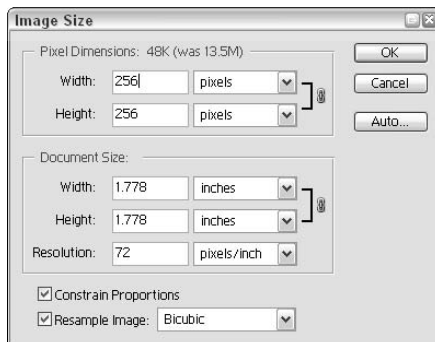 Image Size
Pixel Dimensions: 48K (was 13.5M)
Width: 256 pixels
Height: 256 pixels
Document Size:
Width: 1.778 inches
Height: 1.778 inches
Resolution: 72 pixels/inch
Constrain Proportions
Resample Image: Bicubic
OK
Cancel
Auto...